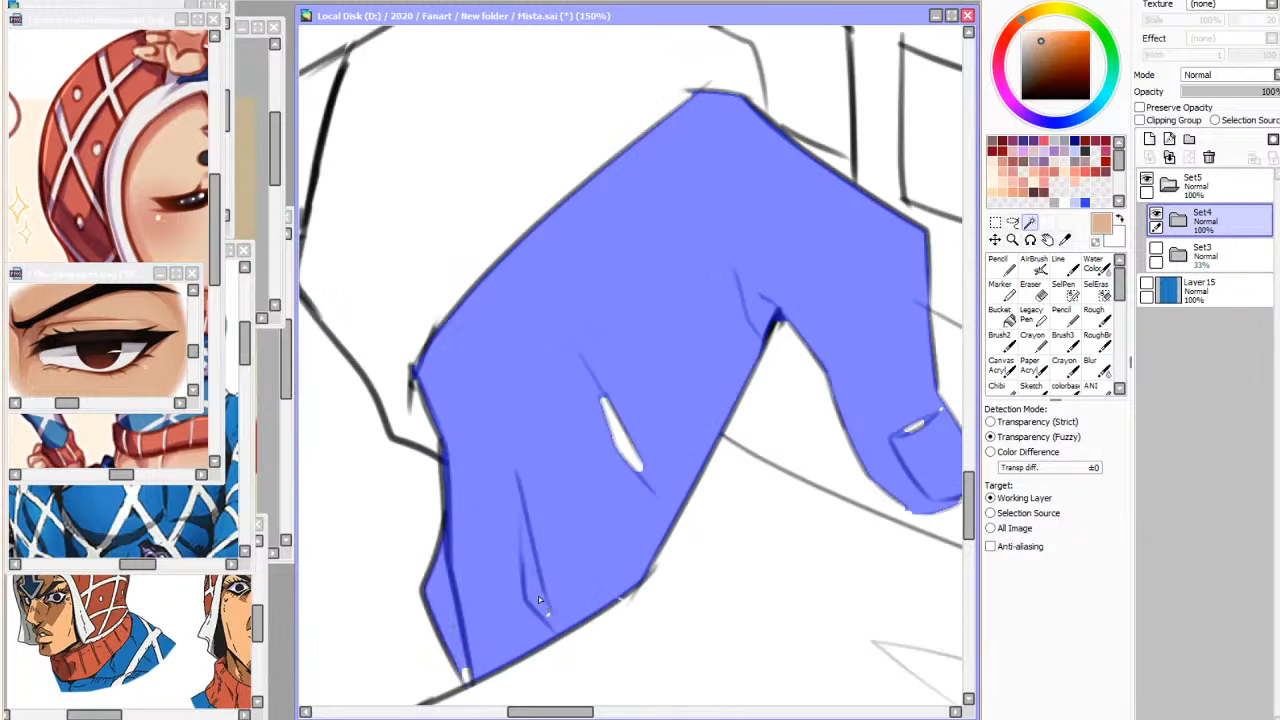 Local Disk (D:) / 2020 / Fanart / New folder / Mista.sai (*) (150%)
Texture (none)
Scale 100%
Effect (none)
Width 1 100
Mode Normal
Opacity 100%
Preserve Opacity
Clipping Group Selection Sourc
Set5
Normal
100%
Set4
Normal
100%
Set3
Normal
33%
Layer15
Normal
100%
Pencil AirBrush Line Water Color
Marker Eraser SelPen SelEras
Bucket Legacy Pen Pencil Rough
Brush2 Crayon Brush3 RoughBr
Canvas Acryl Paper Acryl Crayon Blur
Chibi Sketch colorbase ANI
Detection Mode:
Transparency (Strict)
Transparency (Fuzzy)
Color Difference
Transp diff. ±0
Target:
Working Layer
Selection Source
All Image
Anti-aliasing